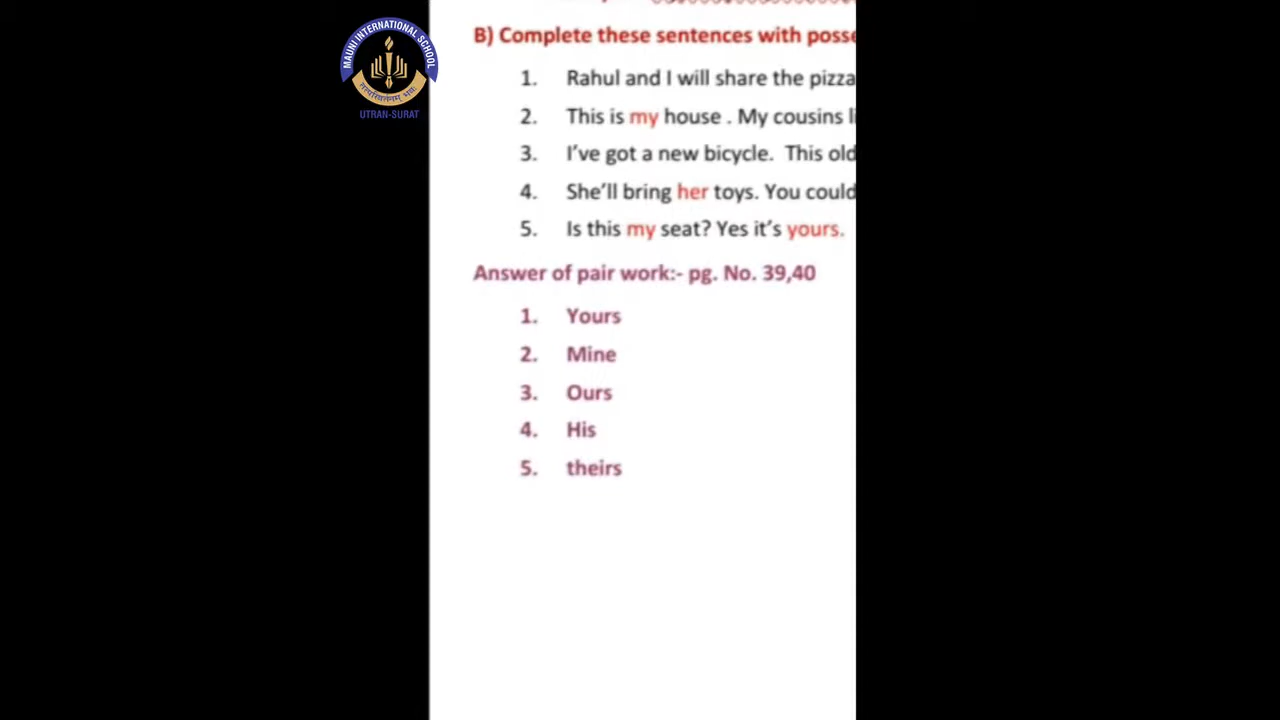 MAUNI INTERNATIONAL SCHOOL
UTRAN-SURAT
B) Complete these sentences with posse
1. Rahul and I will share the pizza
2. This is my house . My cousins li
3. I've got a new bicycle. This old
4. She'll bring her toys. You could
5. Is this my seat? Yes it's yours.
Answer of pair work:- pg. No. 39,40
1. Yours
2. Mine
3. Ours
4. His
5. theirs